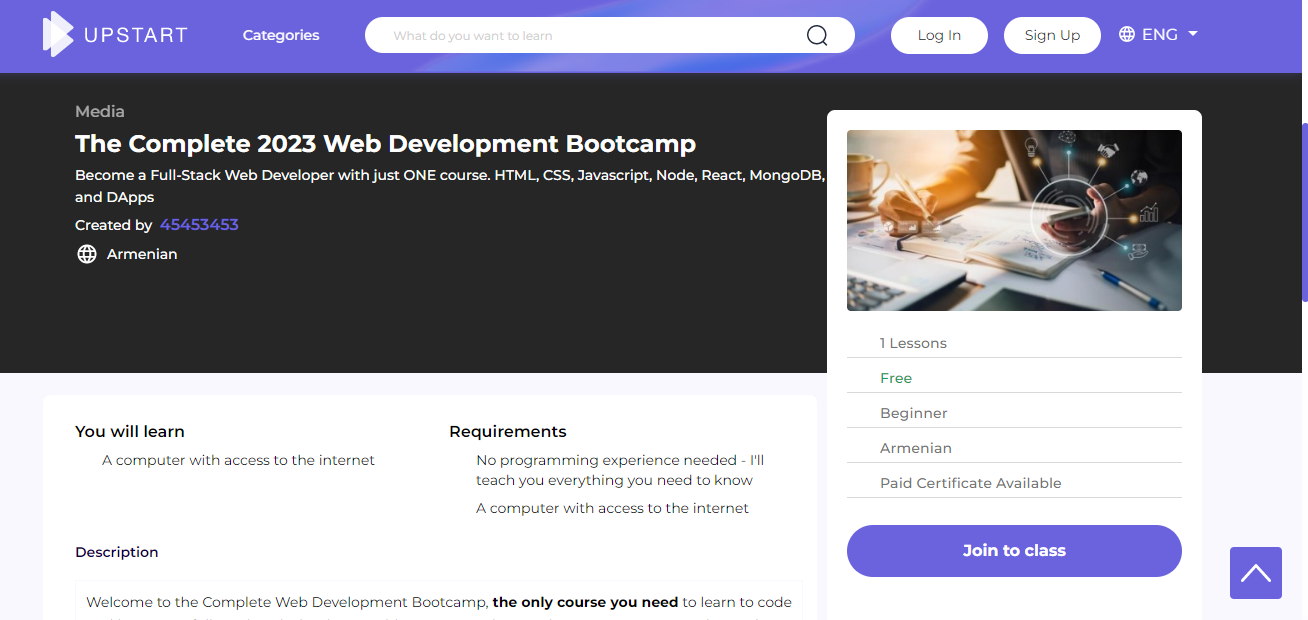 UPSTART
Categories
What do you want to learn
Log In
Sign Up
ENG
Media
The Complete 2023 Web Development Bootcamp
Become a Full-Stack Web Developer with just ONE course. HTML, CSS, Javascript, Node, React, MongoDB,
and DApps
Created by 45453453
Armenian
1 Lessons
Free
Beginner
Armenian
Paid Certificate Available
Join to class
You will learn
A computer with access to the internet
Requirements
No programming experience needed - I'll
teach you everything you need to know
A computer with access to the internet
Description
Welcome to the Complete Web Development Bootcamp, the only course you need to learn to code